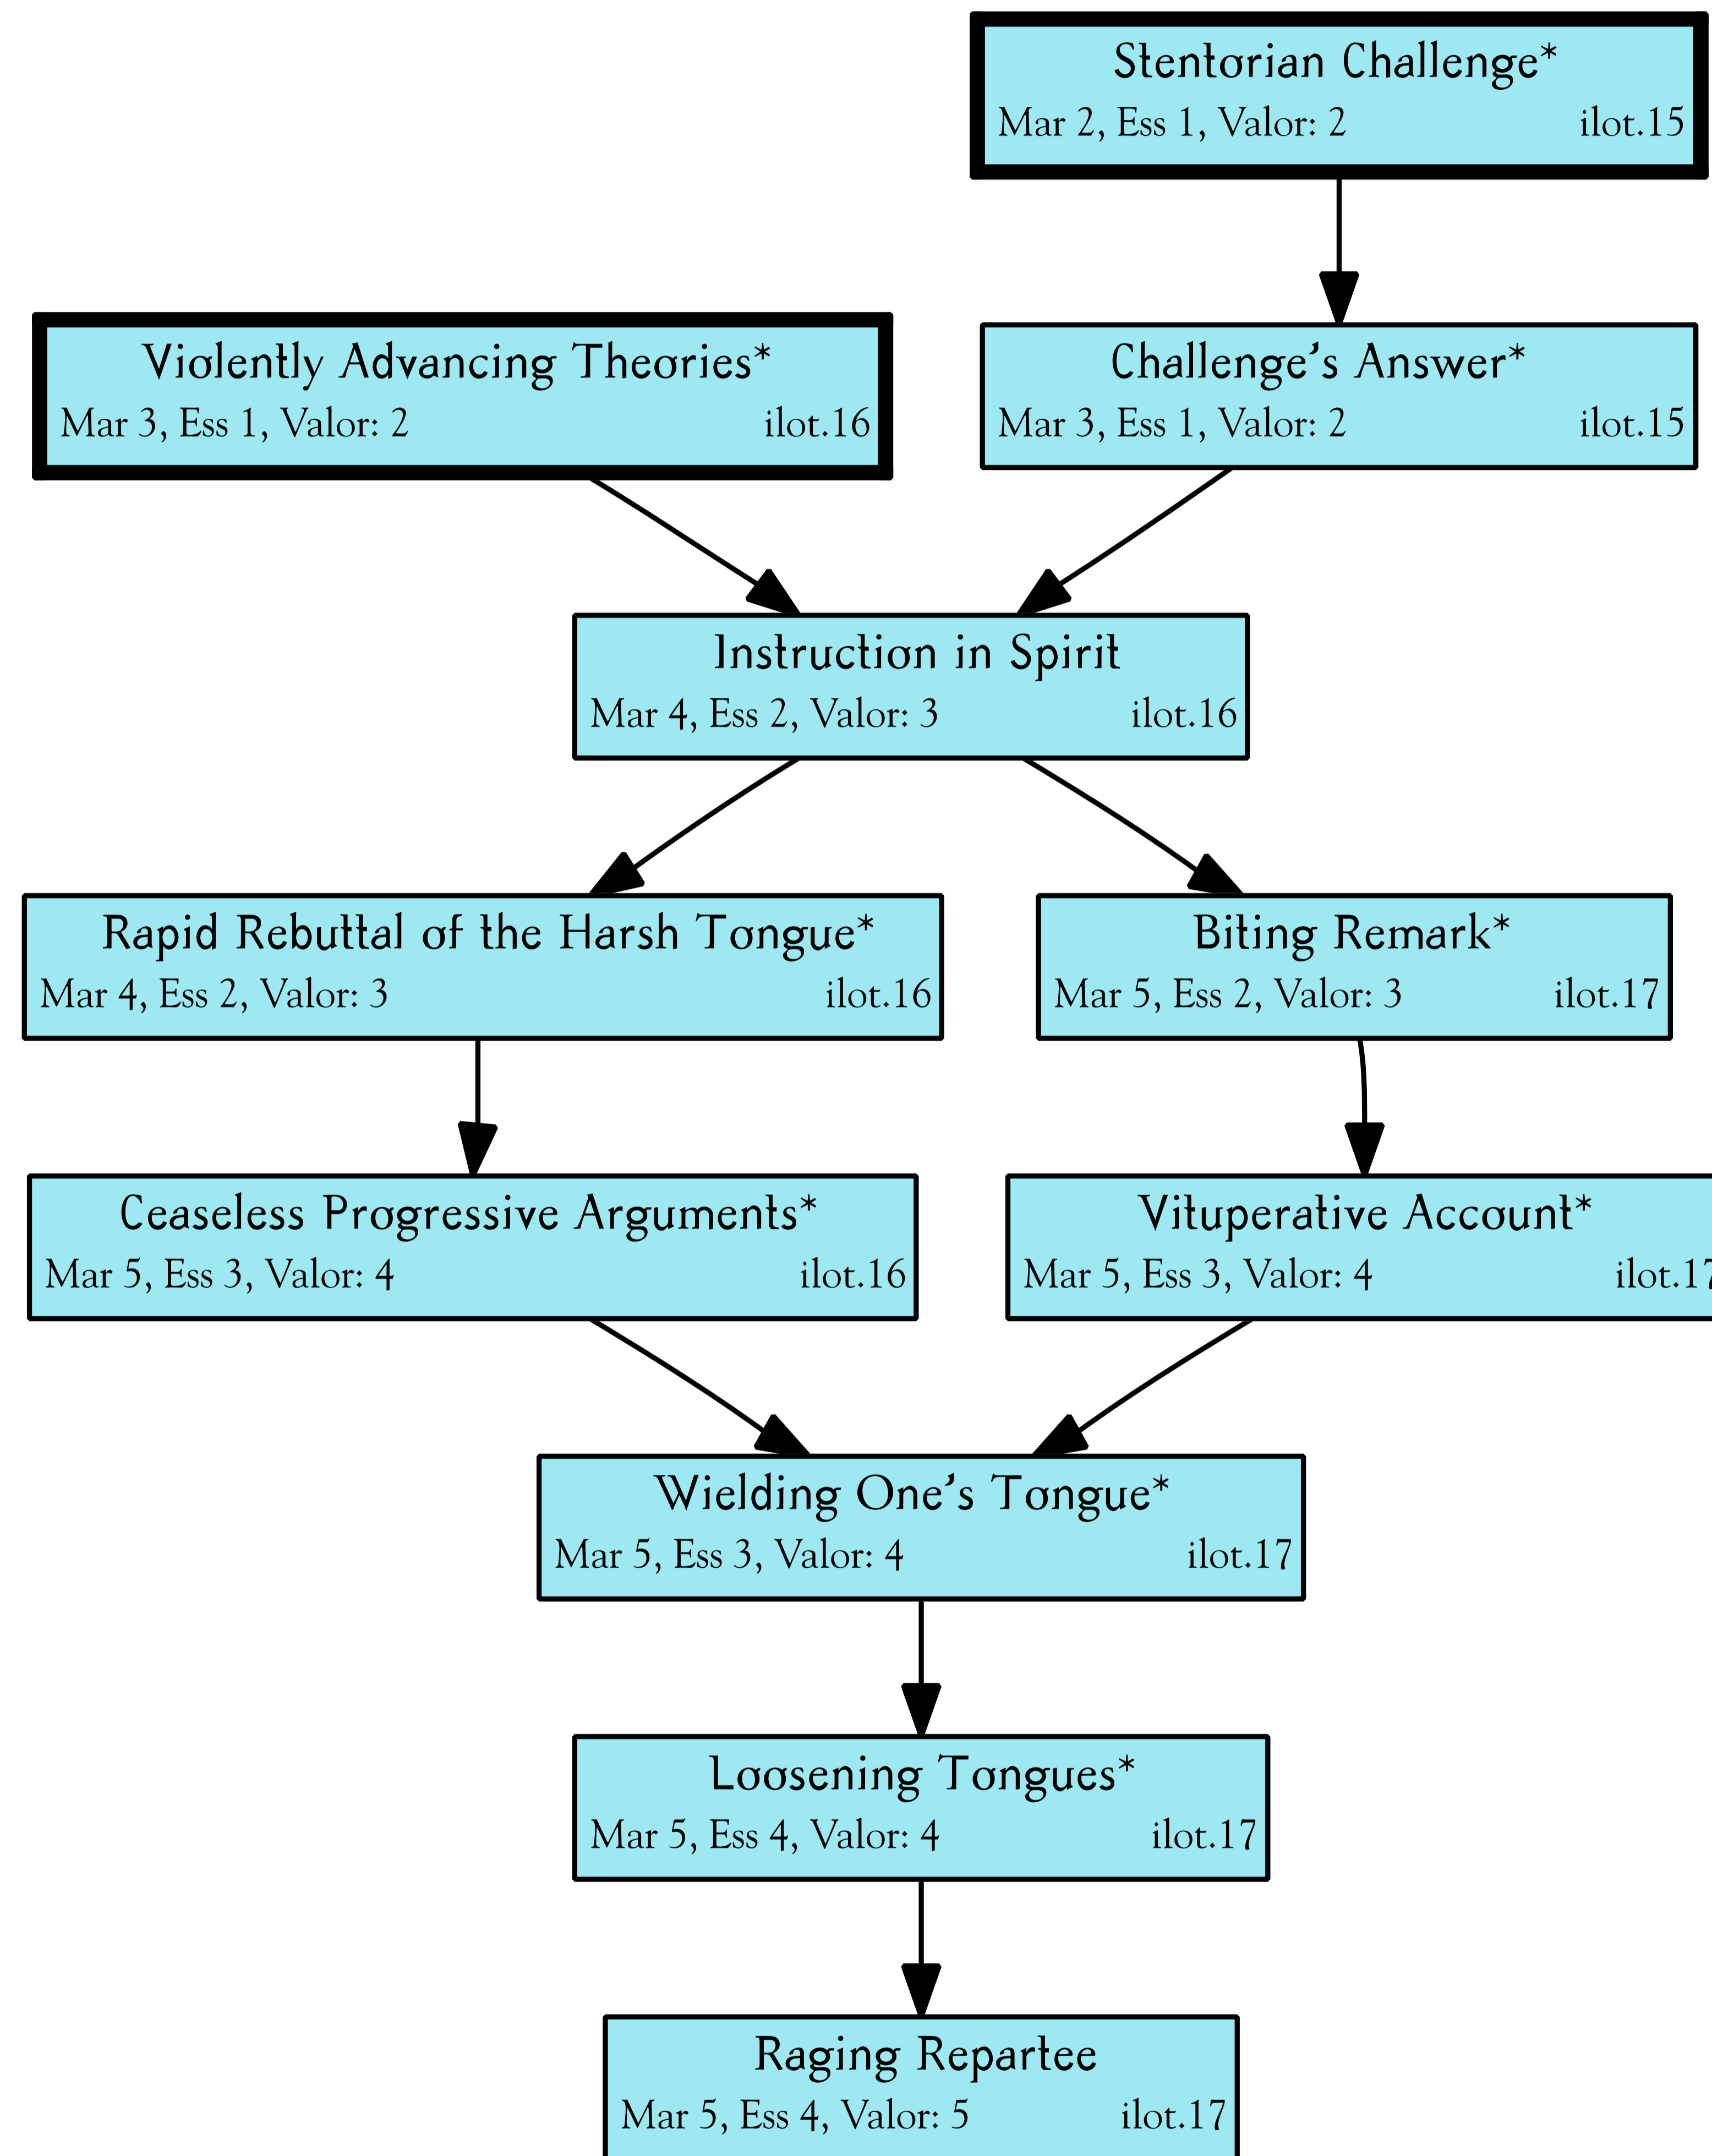 Stentorian Challenge*
Mar 2, Ess 1, Valor: 2 ilot.15
Violently Advancing Theories*
Mar 3, Ess 1, Valor: 2 ilot.16
Challenge's Answer*
Mar 3, Ess 1, Valor: 2 ilot.15
Instruction in Spirit
Mar 4, Ess 2, Valor: 3 ilot.16
Rapid Rebuttal of the Harsh Tongue*
Mar 4, Ess 2, Valor: 3 ilot.16
Biting Remark*
Mar 5, Ess 2, Valor: 3 ilot.17
Ceaseless Progressive Arguments*
Mar 5, Ess 3, Valor: 4 ilot.16
Vituperative Account*
Mar 5, Ess 3, Valor: 4 ilot.17
Wielding One's Tongue*
Mar 5, Ess 3, Valor: 4 ilot.17
Loosening Tongues*
Mar 5, Ess 4, Valor: 4 ilot.17
Raging Repartee
Mar 5, Ess 4, Valor: 5 ilot.17